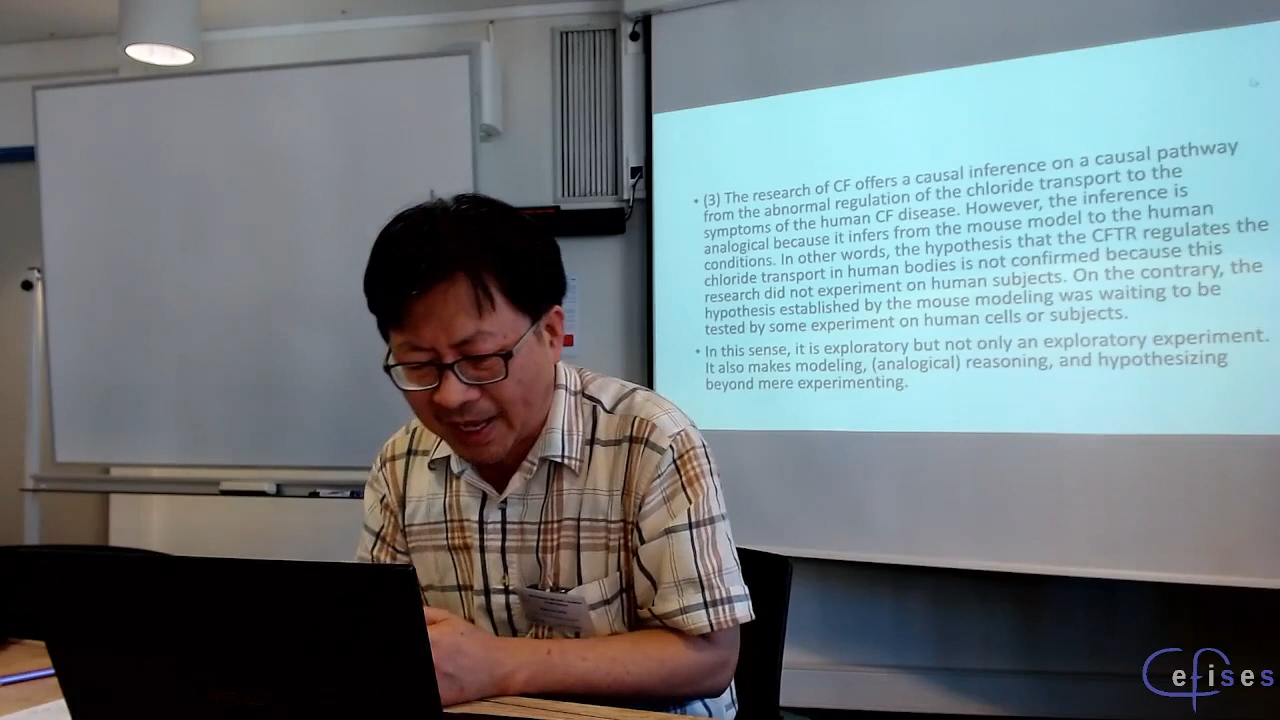 • (3) The research of CF offers a causal inference on a causal pathway
from the abnormal regulation of the chloride transport to the
symptoms of the human CF disease. However, the inference is
analogical because it infers from the mouse model to the human
conditions. In other words, the hypothesis that the CFTR regulates the
chloride transport in human bodies is not confirmed because this
research did not experiment on human subjects. On the contrary, the
hypothesis established by the mouse modeling was waiting to be
tested by some experiment on human cells or subjects.
• In this sense, it is exploratory but not only an exploratory experiment.
It also makes modeling, (analogical) reasoning, and hypothesizing
beyond mere experimenting.
Cefises